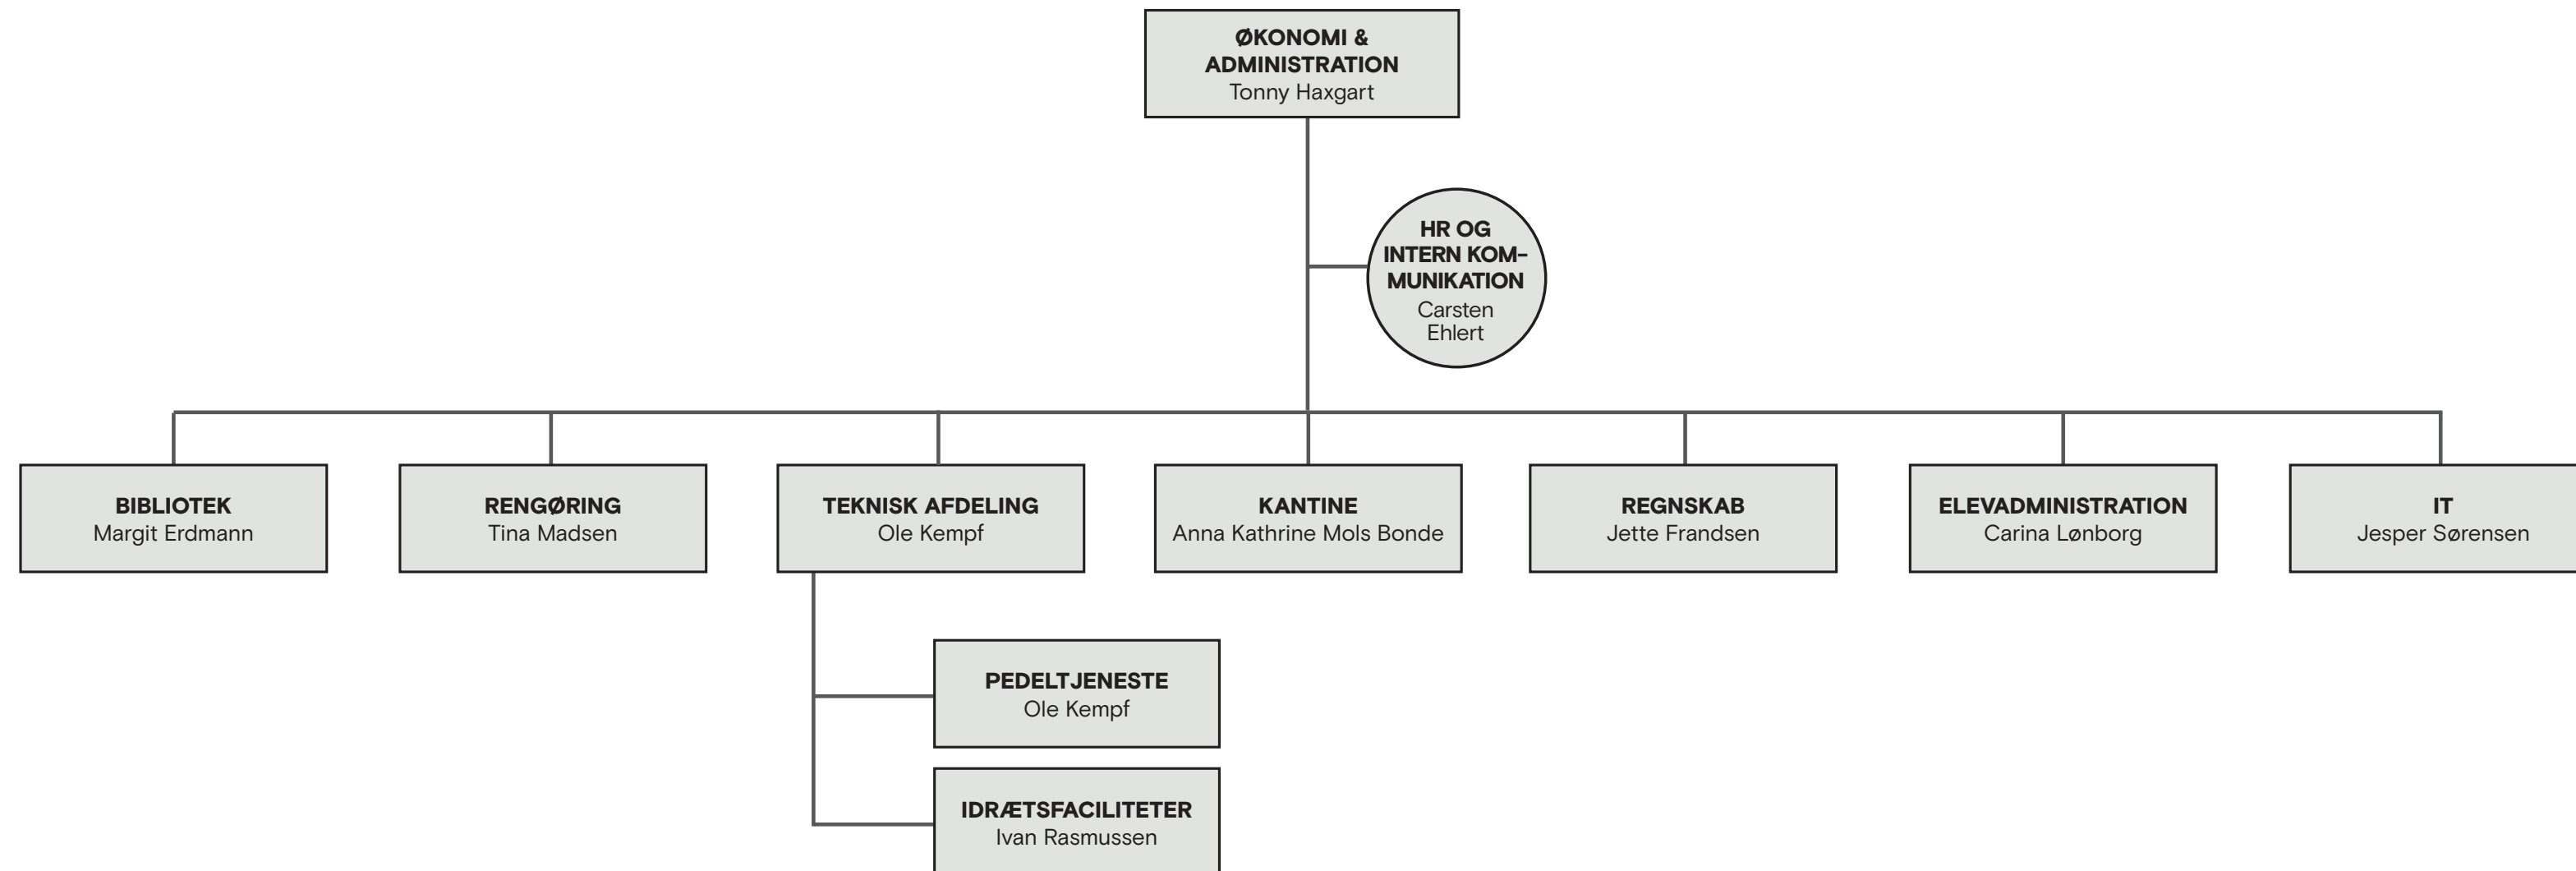 ØKONOMI &
ADMINISTRATION
Tonny Haxgart
HR OG
INTERN KOM-
MUNIKATION
Carsten
Ehlert
BIBLIOTEK
Margit Erdmann
RENGØRING
Tina Madsen
TEKNISK AFDELING
Ole Kempf
KANTINE
Anna Kathrine Mols Bonde
REGNSKAB
Jette Frandsen
ELEVADMINISTRATION
Carina Lønborg
IT
Jesper Sørensen
PEDELTJENESTE
Ole Kempf
IDRÆTSFACILITETER
Ivan Rasmussen